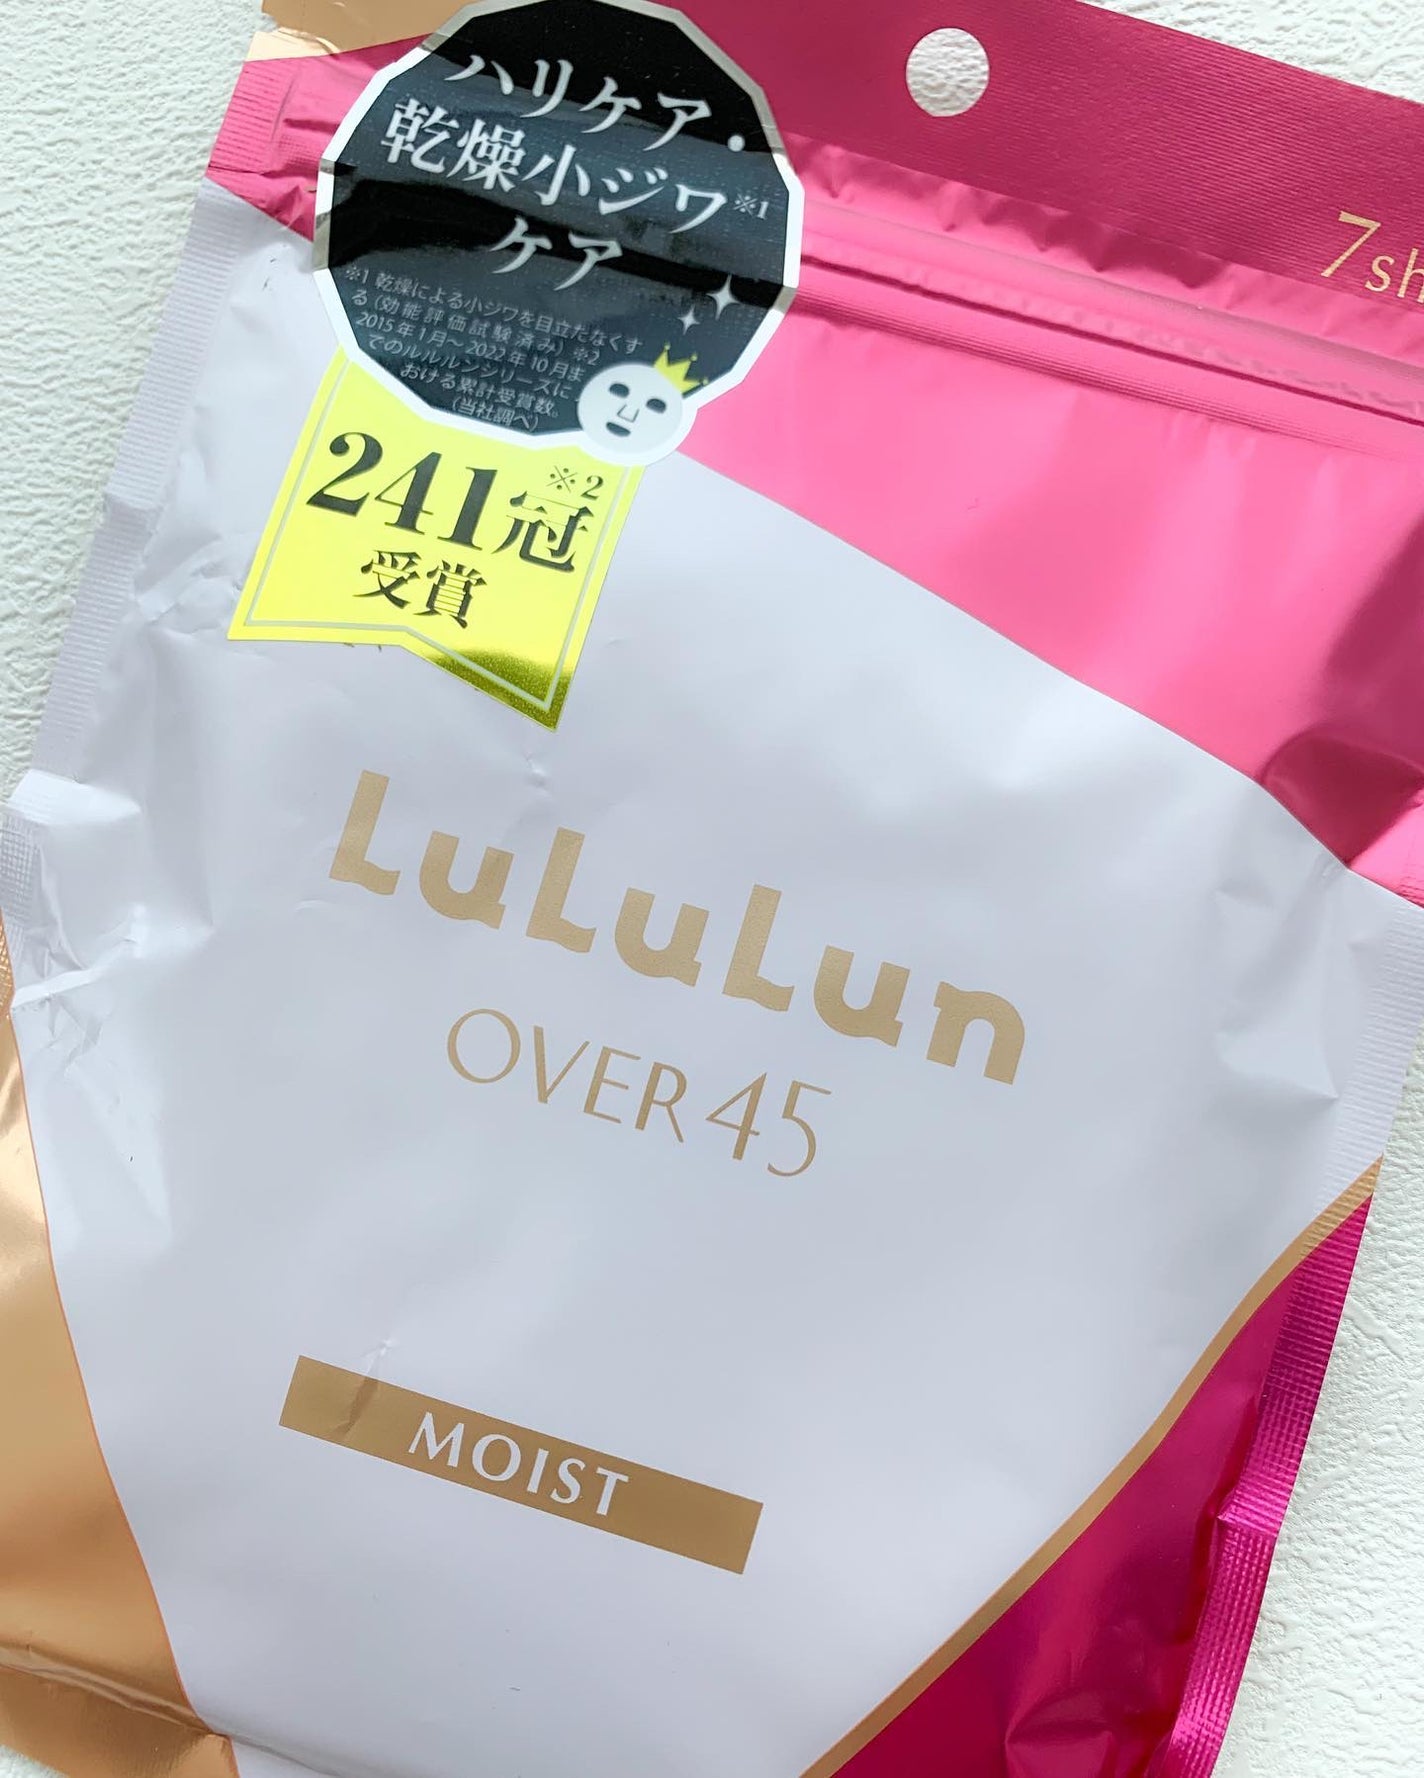 ハリケア・
乾燥小ジワ※1
ケア
※1 乾燥による小ジワを目立だなくす
る（効能評価試験済み）※2
2015年1月～2022年10月ま
でのルルルンシリーズに
おける累計受賞数。
（当社調べ）
241冠※2
受賞
7sh
LuLuLun
OVER 45
MOIST